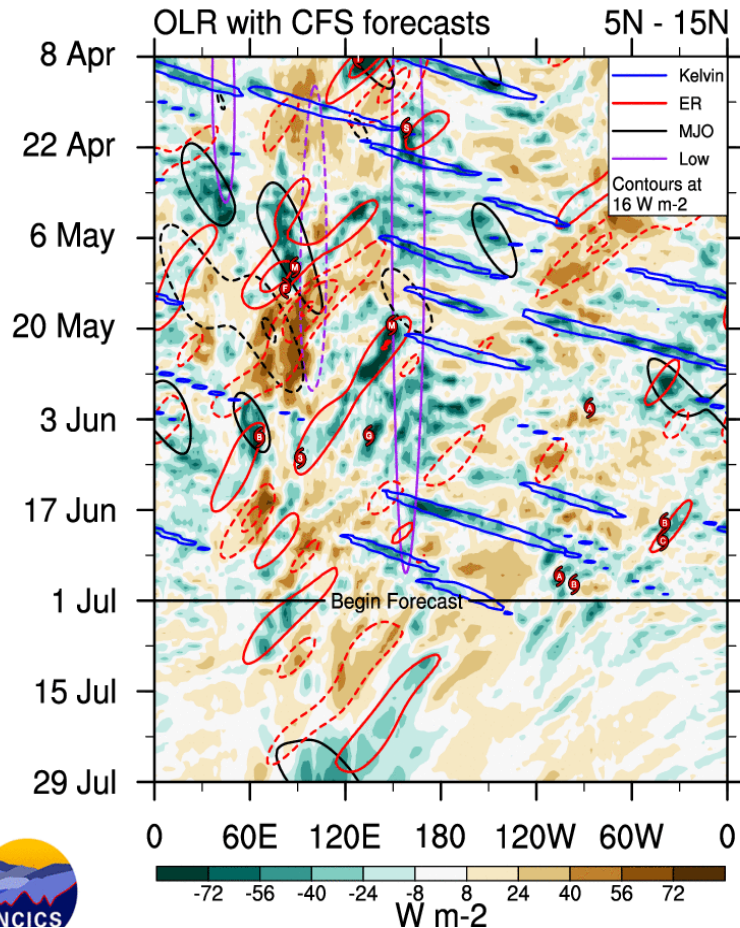 OLR with CFS forecasts 5N - 15N
8 Apr
Kelvin
ER
MJO
Low
Contours at
16 W m-2
22 Apr
6 May
20 May
3 Jun
17 Jun
1 Jul
Begin Forecast
15 Jul
29 Jul
0 60E 120E 180 120W 60W 0
-72 -56 -40 -24 -8 8 24 40 56 72
W m-2
NCICS
S
M
F
M
A
B
G
3
B
C
A
B